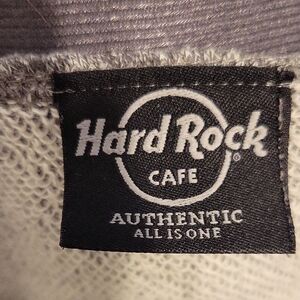 Hard Rock
CAFE
®
AUTHENTIC
ALL IS ONE